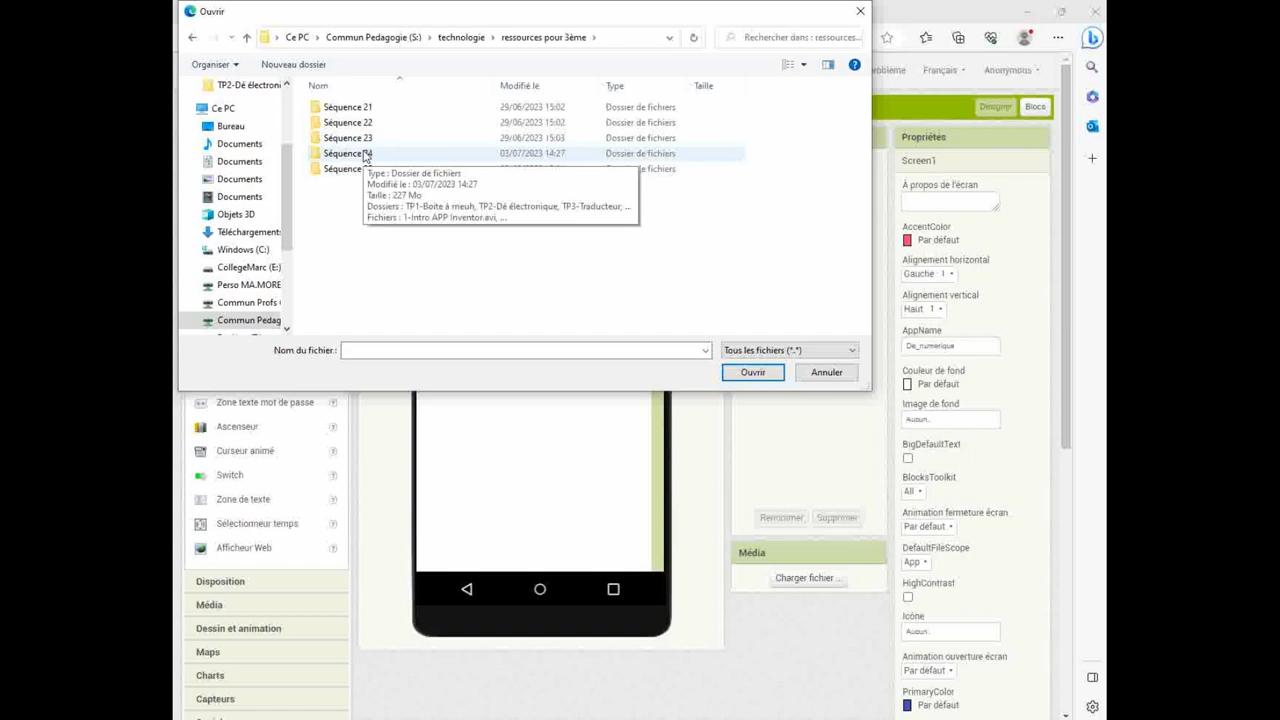 Ouvrir
Ce PC > Commun Pedagogie (S:) > technologie > ressources pour 3ème >
Rechercher dans : ressources...
Organiser
Nouveau dossier
Nom
Modifié le
Type
Taille
TP2-Dé électroni
Ce PC
Bureau
Documents
Documents
Documents
Documents
Objets 3D
Téléchargements
Windows (C:)
CollegeMarc (E:)
Perso MA.MORE
Commun Profs (
Commun Pedag
Séquence 21 29/06/2023 15:02 Dossier de fichiers
Séquence 22 29/06/2023 15:02 Dossier de fichiers
Séquence 23 29/06/2023 15:03 Dossier de fichiers
Séquence 03/07/2023 14:27 Dossier de fichiers
Séquence de fichiers
Type : Dossier de fichiers
Modifié le : 03/07/2023 14:27
Taille : 227 Mo
Dossiers : TP1-Boite à meuh, TP2-Dé électronique, TP3-Traducteur, ...
Fichiers : 1-Intro APP Inventor.avi, ...
Nom du fichier :
Tous les fichiers (*.*)
Ouvrir
Annuler
oblème
Français
Anonymous
Designer
Blocs
Zone texte mot de passe
Ascenseur
Curseur animé
Switch
Zone de texte
Sélectionneur temps
Afficheur Web
Disposition
Média
Dessin et animation
Maps
Charts
Capteurs
Renommer
Supprimer
Média
Charger fichier ...
Propriétés
Screen1
À propos de l'écran
AccentColor
Par défaut
Alignement horizontal
Gauche : 1
Alignement vertical
Haut : 1
AppName
De_numerique
Couleur de fond
Par défaut
Image de fond
Aucun...
BigDefaultText
BlocksToolkit
All
Animation fermeture écran
Par défaut
DefaultFileScope
App
HighContrast
Icône
Aucun...
Animation ouverture écran
Par défaut
PrimaryColor
Par défaut